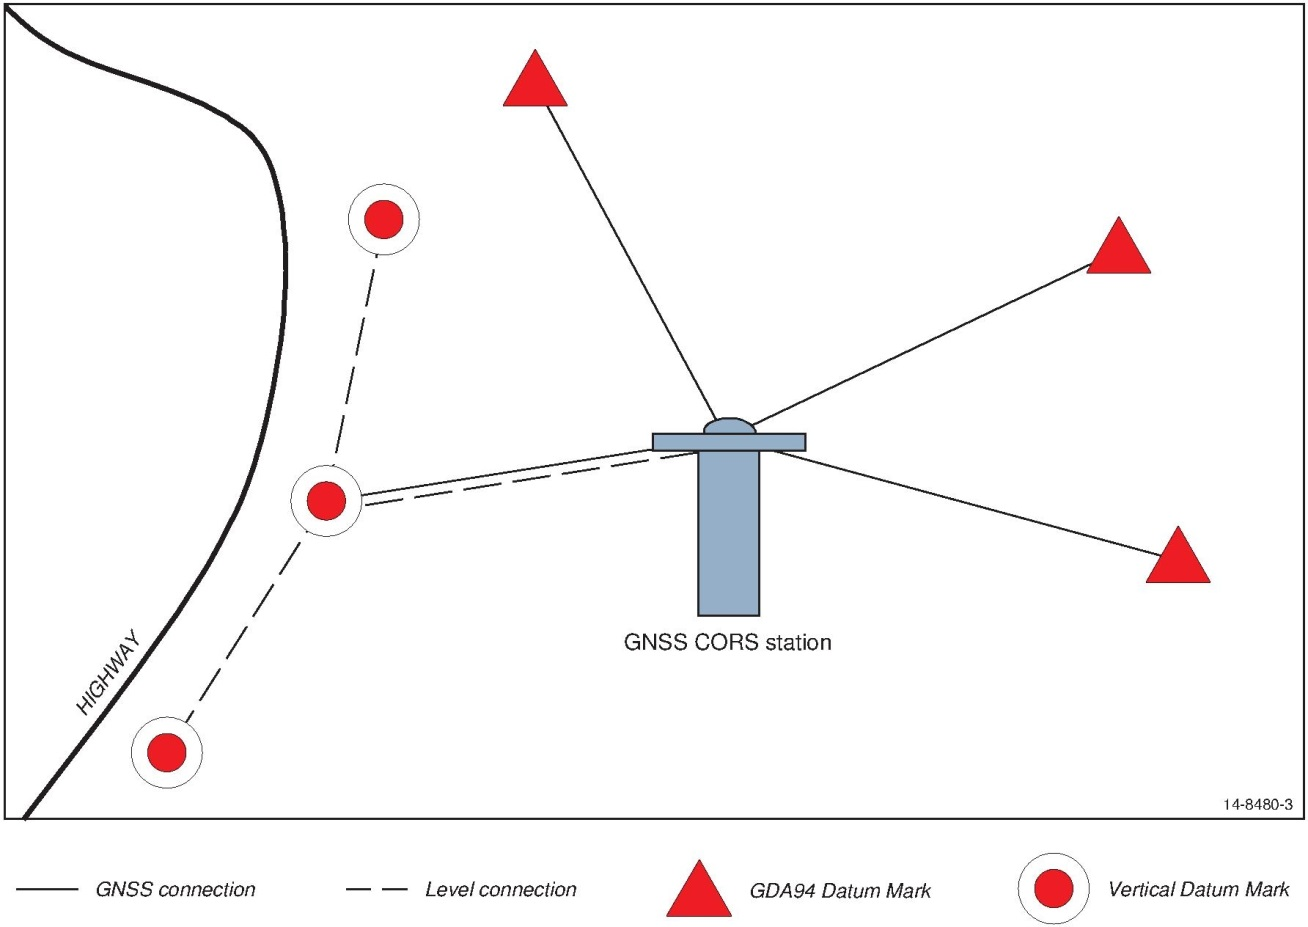 HIGHWAY
GNSS CORS station
14-8480-3
GNSS connection
Level connection
GDA94 Datum Mark
Vertical Datum Mark